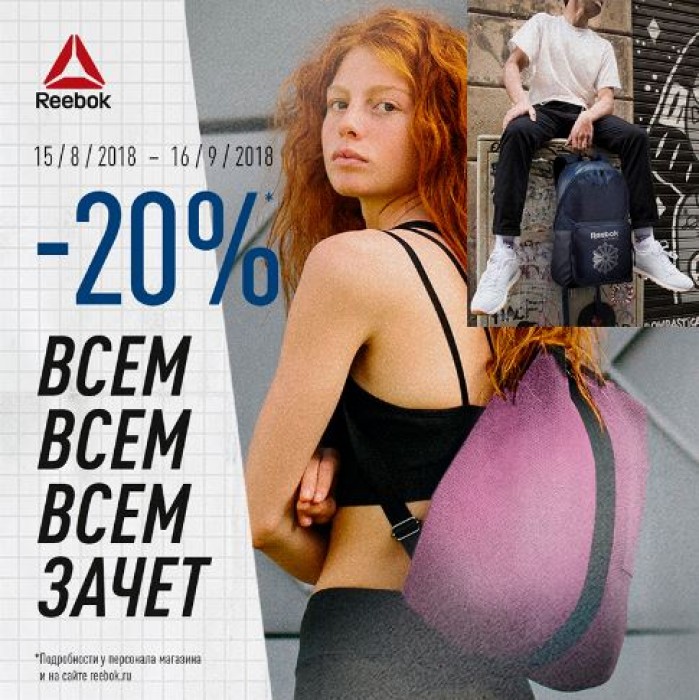 Reebok
15/8/2018 – 16/9/2018
-20%*
ВСЕМ
ВСЕМ
ВСЕМ
ЗАЧЕТ
*Подробности у персонала магазина
и на сайте reebok.ru
Reebok